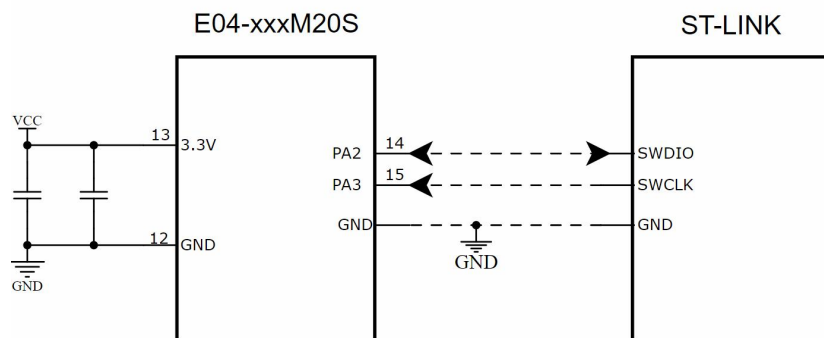 E04-xxxM20S
ST-LINK
VCC
13
3.3V
PA2
14
SWDIO
PA3
15
SWCLK
12
GND
GND
GND
GND
GND